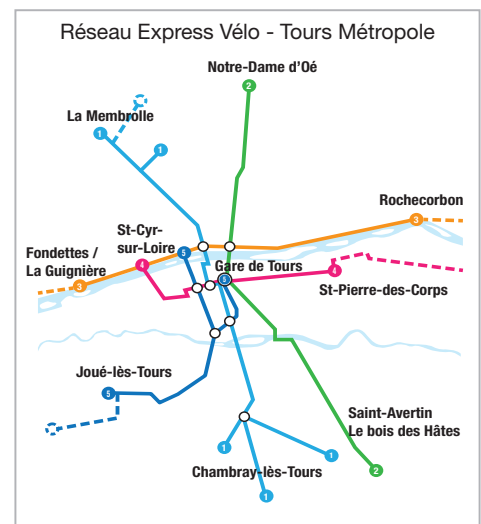 Réseau Express Vélo - Tours Métropole
Notre-Dame d'Oé
2
La Membrolle
1
1
Rochecorbon
3
St-Cyr-
sur-Loire
5
Fondettes /
La Guignière
3
4
Gare de Tours
4
St-Pierre-des-Corps
Joué-lès-Tours
5
Saint-Avertin
Le bois des Hâtes
2
1
1
Chambray-lès-Tours
1